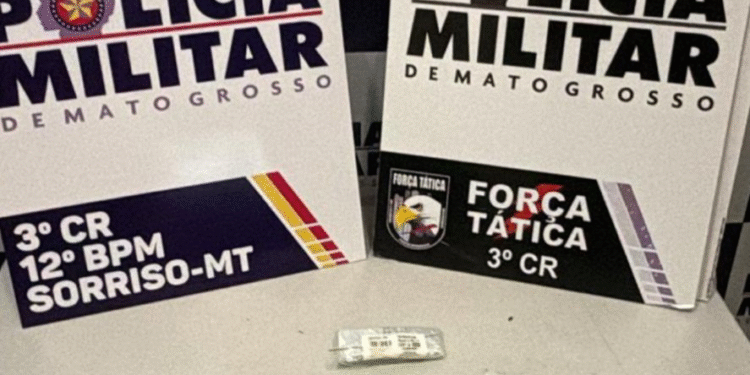 POLÍCIA
MILITAR
DE MATO GROSSO
3º CR
12º BPM
SORRISO-MT
POLÍCIA
MILITAR
DE MATO GROSSO
FORÇA TÁTICA
FORÇA
TÁTICA
3º CR